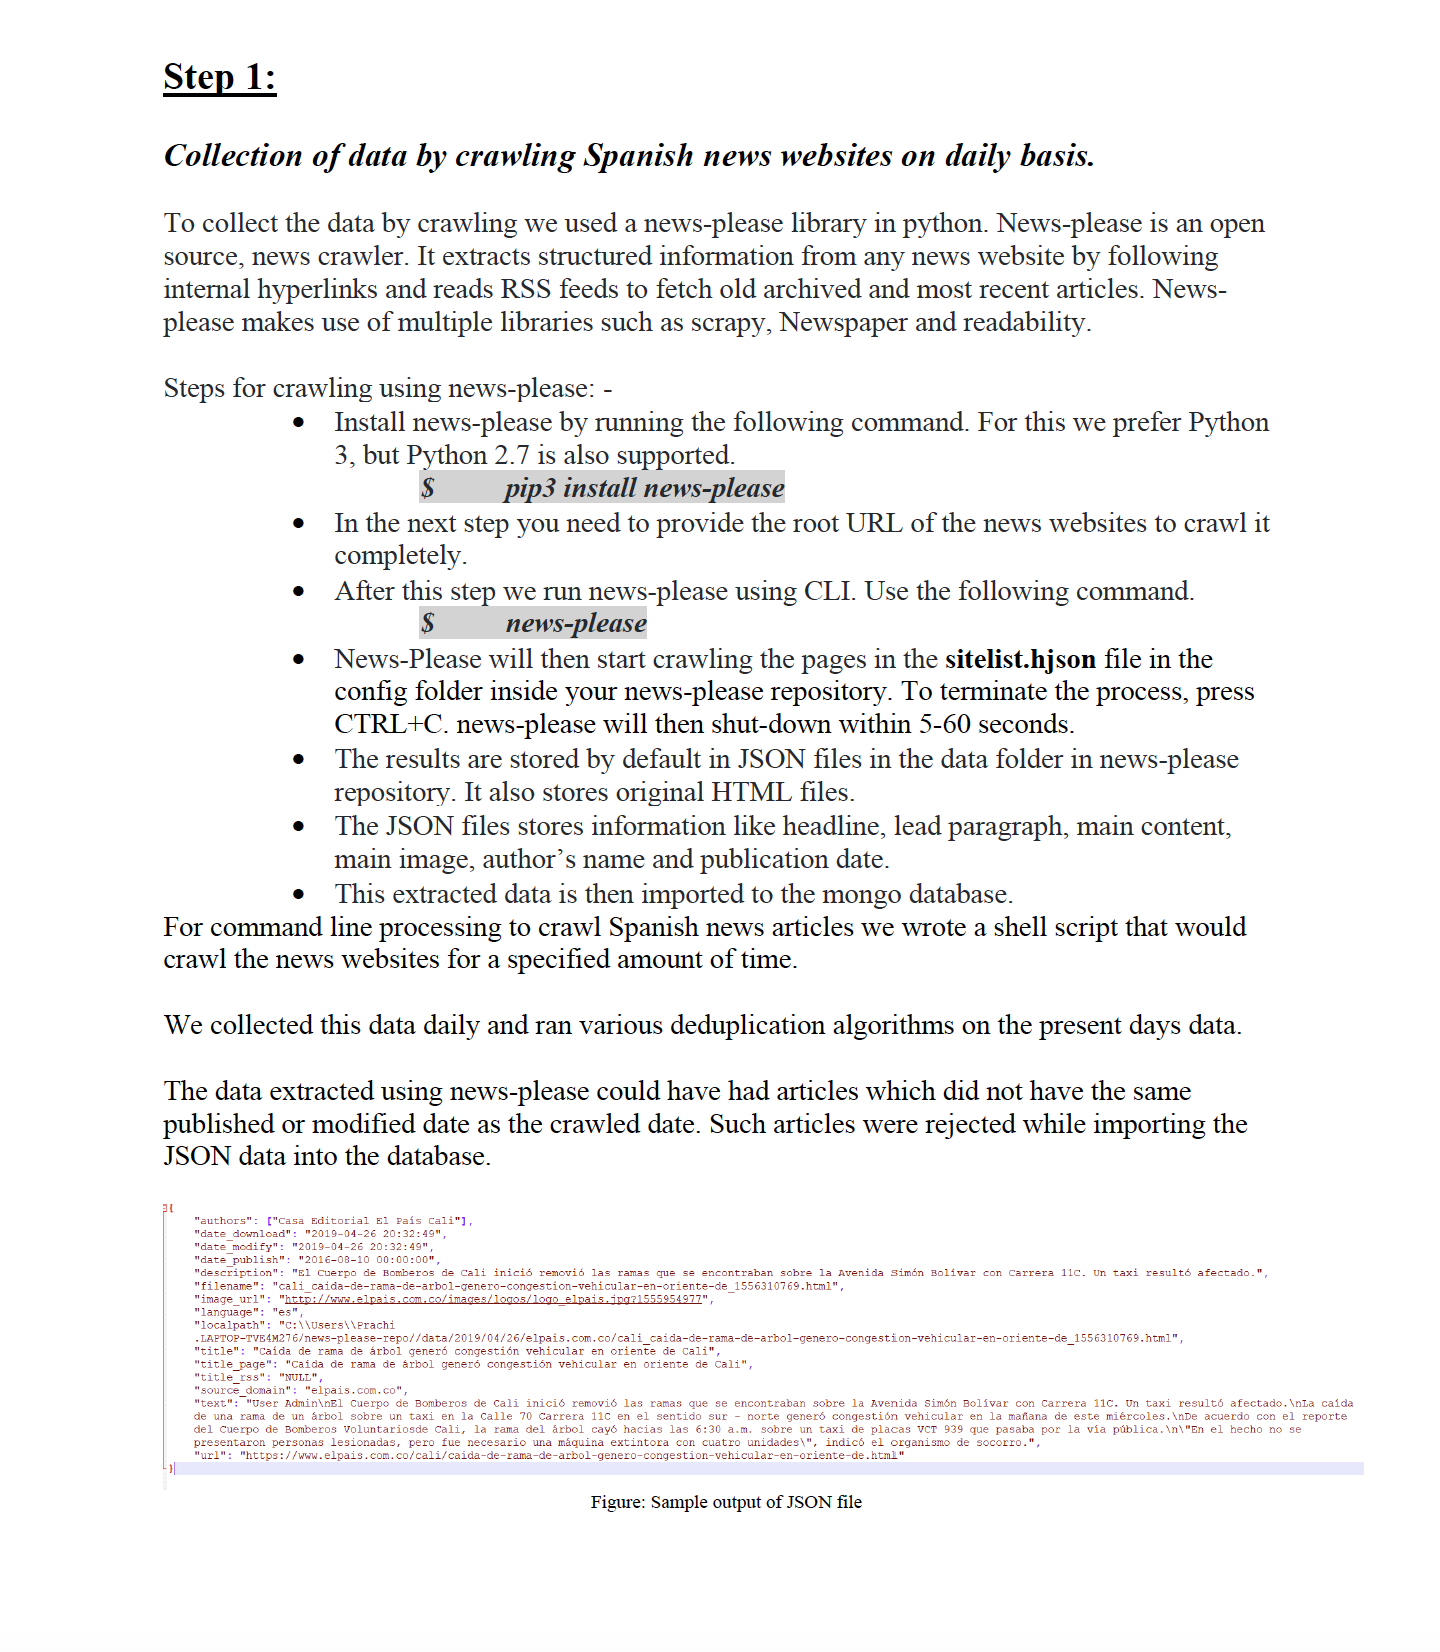 Step 1:
Collection of data by crawling Spanish news websites on daily basis.
To collect the data by crawling we used a news-please library in python. News-please is an open
source, news crawler. It extracts structured information from any news website by following
internal hyperlinks and reads RSS feeds to fetch old archived and most recent articles. News-
please makes use of multiple libraries such as scrapy, Newspaper and readability.
Steps for crawling using news-please: -
• Install news-please by running the following command. For this we prefer Python
3, but Python 2.7 is also supported.
$ pip3 install news-please
• In the next step you need to provide the root URL of the news websites to crawl it
completely.
• After this step we run news-please using CLI. Use the following command.
$ news-please
• News-Please will then start crawling the pages in the sitelist.hjson file in the
config folder inside your news-please repository. To terminate the process, press
CTRL+C. news-please will then shut-down within 5-60 seconds.
• The results are stored by default in JSON files in the data folder in news-please
repository. It also stores original HTML files.
• The JSON files stores information like headline, lead paragraph, main content,
main image, author’s name and publication date.
• This extracted data is then imported to the mongo database.
For command line processing to crawl Spanish news articles we wrote a shell script that would
crawl the news websites for a specified amount of time.
We collected this data daily and ran various deduplication algorithms on the present days data.
The data extracted using news-please could have had articles which did not have the same
published or modified date as the crawled date. Such articles were rejected while importing the
JSON data into the database.
{
"authors": ["Casa Editorial El País Cali"],
"date_download": "2019-04-26 20:32:49",
"date_modify": "2019-04-26 20:32:49",
"date_publish": "2016-08-10 00:00:00",
"description": "El Cuerpo de Bomberos de Cali inició removió las ramas que se encontraban sobre la Avenida Simón Bolívar con Carrera 11C. Un taxi resultó afectado.",
"filename": "cali_caida-de-rama-de-arbol-genero-congestion-vehicular-en-oriente-de_1556310769.html",
"image_url": "http://www.elpais.com.co/images/logos/logo_elpais.jpg?1555954977",
"language": "es",
"localpath": "C:\\Users\\Prachi
.LAPTOP-TVE4M276/news-please-repo//data/2019/04/26/elpais.com.co/cali_caida-de-rama-de-arbol-genero-congestion-vehicular-en-oriente-de_1556310769.html",
"title": "Caída de rama de árbol generó congestión vehicular en oriente de Cali",
"title_page": "Caída de rama de árbol generó congestión vehicular en oriente de Cali",
"title_rss": "NULL",
"source_domain": "elpais.com.co",
"text": "User Admin\nEl Cuerpo de Bomberos de Cali inició removió las ramas que se encontraban sobre la Avenida Simón Bolívar con Carrera 11C. Un taxi resultó afectado.\nLa caída
de una rama de un árbol sobre un taxi en la Calle 70 Carrera 11C en el sentido sur - norte generó congestión vehicular en la mañana de este miércoles.\nDe acuerdo con el reporte
del Cuerpo de Bomberos Voluntariosde Cali, la rama del árbol cayó hacias las 6:30 a.m. sobre un taxi de placas VCT 939 que pasaba por la vía pública.\n\"En el hecho no se
presentaron personas lesionadas, pero fue necesario una máquina extintora con cuatro unidades\", indicó el organismo de socorro.",
"url": "https://www.elpais.com.co/cali/caida-de-rama-de-arbol-genero-congestion-vehicular-en-oriente-de.html"
}
Figure: Sample output of JSON file